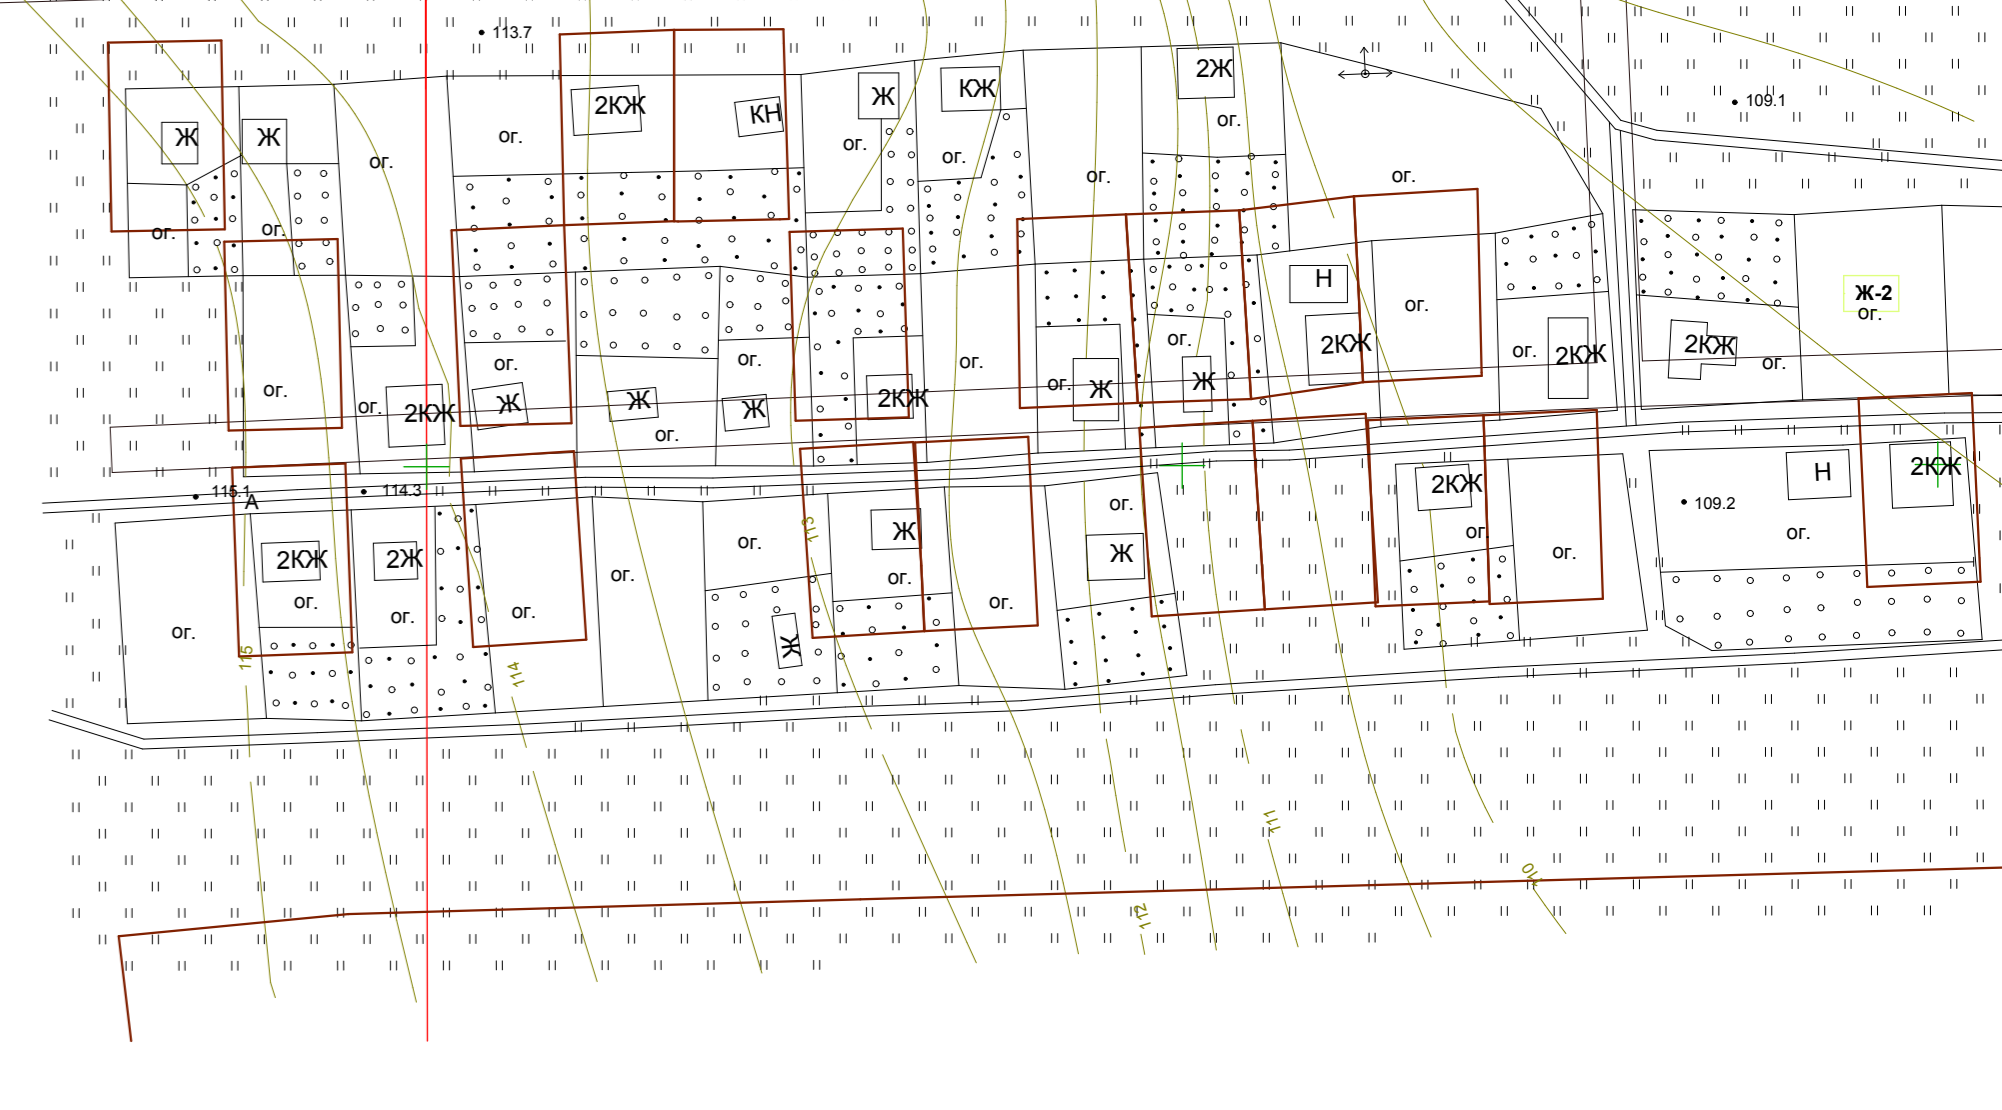 113.7
2Ж
КЖ
Ж
109.1
2КЖ
КН
ог.
Ж
Ж
ог.
ог.
ог.
ог.
ог.
ог.
ог.
ог.
ог.
Н
Ж-2
ог.
ог.
ог.
2КЖ
2КЖ
ог.
2КЖ
ог.
ог.
ог.
ог.
ог.
ог.
Ж
Ж
ог.
2КЖ
Ж
Ж
Ж
ог.
2КЖ
ог.
2КЖ
Н
2КЖ
115.1
А
114.3
2КЖ
ог.
109.2
113
Ж
ог.
ог.
ог.
2КЖ
2Ж
Ж
ог.
ог.
ог.
ог.
ог.
ог.
ог.
ог.
Ж
115
114
111
110
112